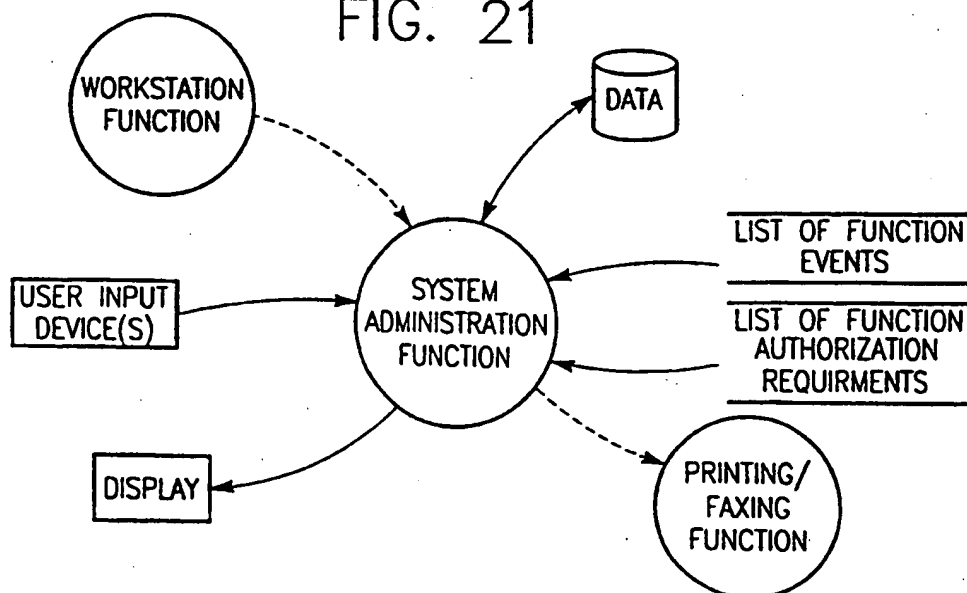 FIG. 21
WORKSTATION
FUNCTION
DATA
LIST OF FUNCTION
EVENTS
USER INPUT
DEVICE(S)
SYSTEM
ADMINISTRATION
FUNCTION
LIST OF FUNCTION
AUTHORIZATION
REQUIRMENTS
DISPLAY
PRINTING/
FAXING
FUNCTION